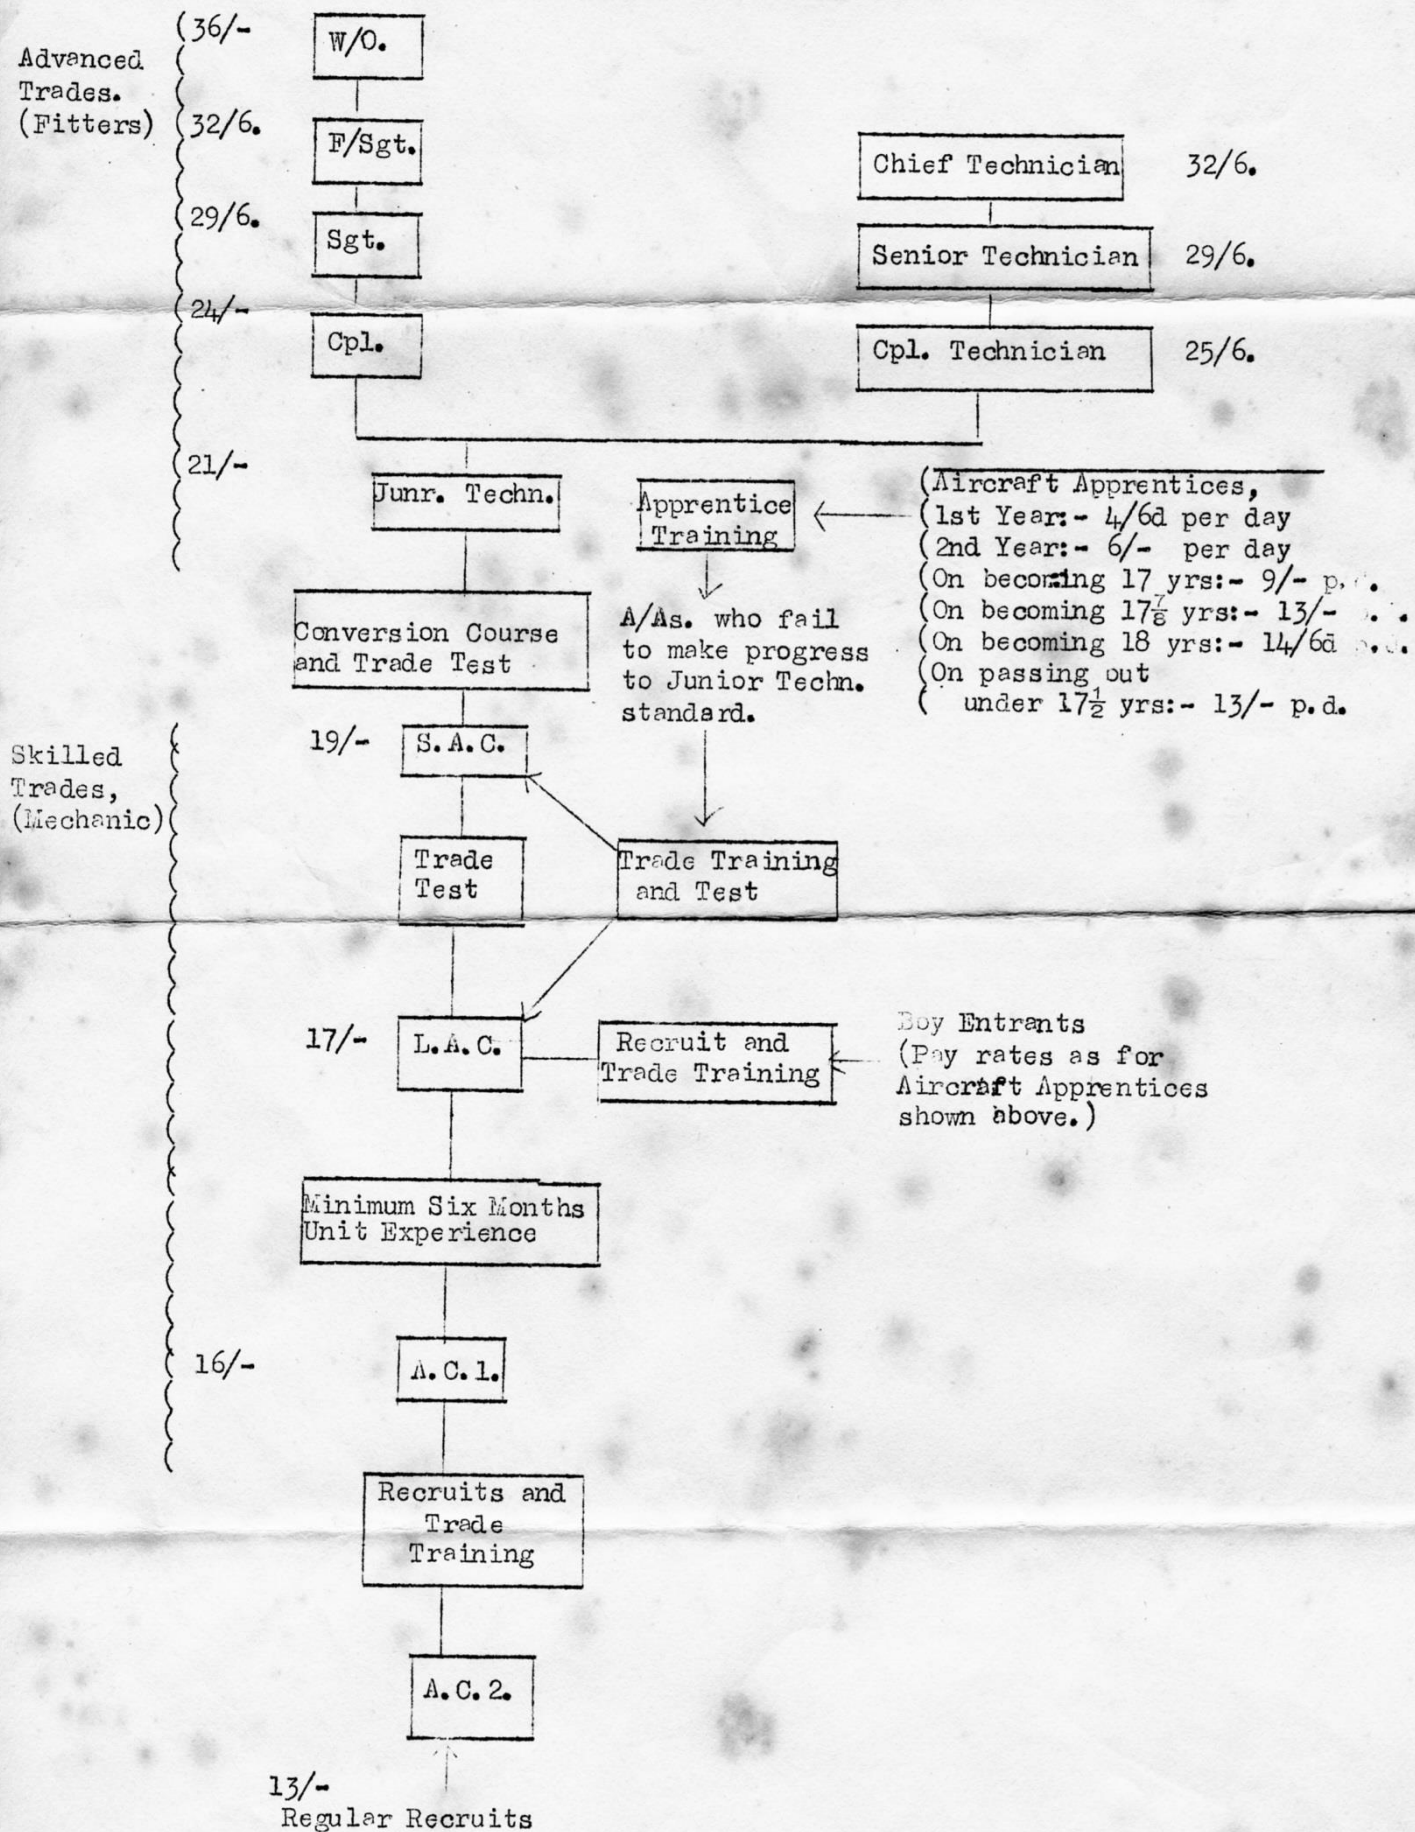 (36/-
W/O.
Advanced
Trades.
(Fitters)
(32/6.
F/Sgt.
Chief Technician
32/6.
(29/6.
Sgt.
Senior Technician
29/6.
24/-
Cpl.
Cpl. Technician
25/6.
(21/-
Junr. Techn.
Apprentice
Training
(Aircraft Apprentices,
(1st Year:- 4/6d per day
(2nd Year:- 6/- per day
(On becoming 17 yrs:- 9/- p.
(On becoming 17⅞ yrs:- 13/-
(On becoming 18 yrs:- 14/6d
(On passing out
( under 17½ yrs:- 13/- p.d.
Conversion Course
and Trade Test
A/As. who fail
to make progress
to Junior Techn.
standard.
19/-
S.A.C.
Skilled
Trades,
(Mechanic)
Trade
Test
Trade Training
and Test
17/-
L.A.C.
Recruit and
Trade Training
Boy Entrants
(Pay rates as for
Aircraft Apprentices
shown above.)
Minimum Six Months
Unit Experience
16/-
A.C.1.
Recruits and
Trade
Training
A.C.2.
13/-
Regular Recruits